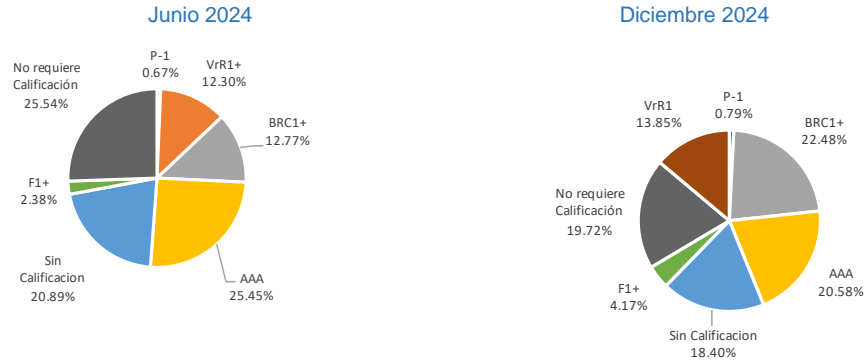 Junio 2024
P-1
0.67%
VrR1+
12.30%
BRC1+
12.77%
AAA
25.45%
Sin
Calificacion
20.89%
F1+
2.38%
No requiere
Calificación
25.54%
Diciembre 2024
P-1
0.79%
BRC1+
22.48%
AAA
20.58%
Sin Calificacion
18.40%
F1+
4.17%
No requiere
Calificación
19.72%
VrR1
13.85%